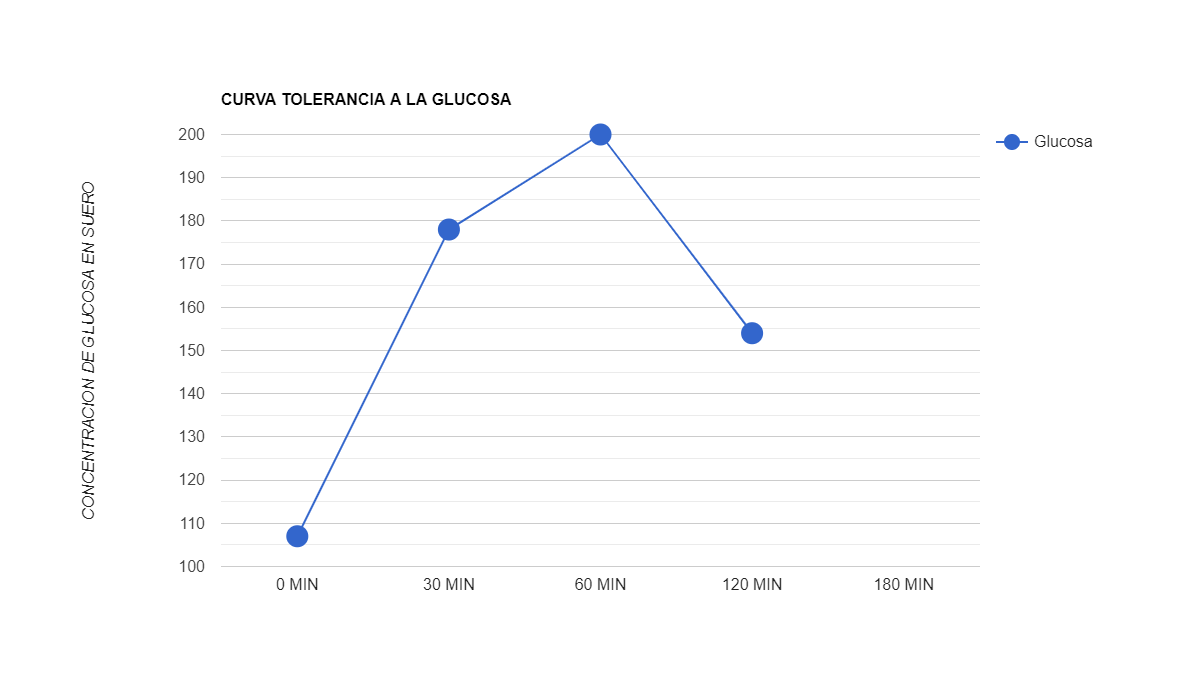 CURVA TOLERANCIA A LA GLUCOSA
CONCENTRACION DE GLUCOSA EN SUERO
200
190
180
170
160
150
140
130
120
110
100
0 MIN
30 MIN
60 MIN
120 MIN
180 MIN
Glucosa